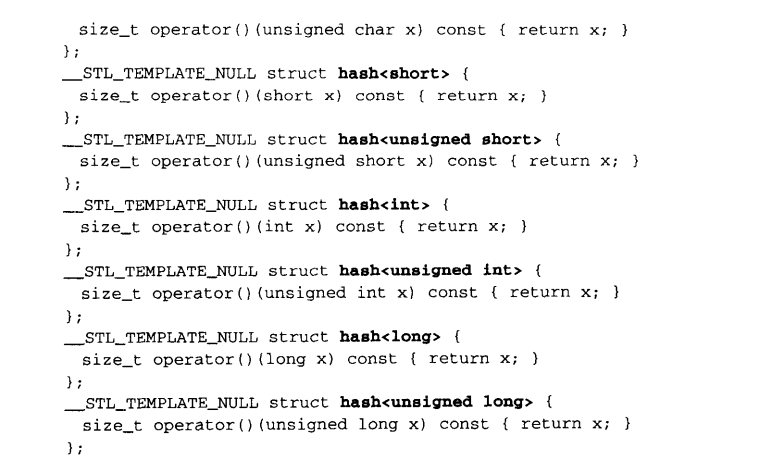 size_t operator()(unsigned char x) const { return x; }
};
__STL_TEMPLATE_NULL struct hash<short> {
size_t operator()(short x) const { return x; }
};
__STL_TEMPLATE_NULL struct hash<unsigned short> {
size_t operator()(unsigned short x) const { return x; }
};
__STL_TEMPLATE_NULL struct hash<int> {
size_t operator()(int x) const { return x; }
};
__STL_TEMPLATE_NULL struct hash<unsigned int> {
size_t operator()(unsigned int x) const { return x; }
};
__STL_TEMPLATE_NULL struct hash<long> {
size_t operator()(long x) const { return x; }
};
__STL_TEMPLATE_NULL struct hash<unsigned long> {
size_t operator()(unsigned long x) const { return x; }
};